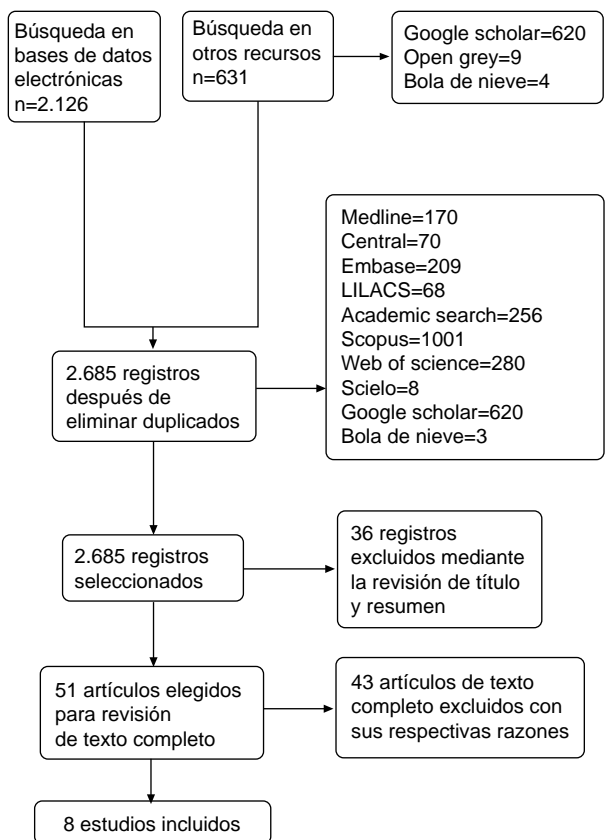 Búsqueda en
bases de datos
electrónicas
n=2.126
Búsqueda en
otros recursos
n=631
Google scholar=620
Open grey=9
Bola de nieve=4
Medline=170
Central=70
Embase=209
LILACS=68
Academic search=256
Scopus=1001
Web of science=280
Scielo=8
Google scholar=620
Bola de nieve=3
2.685 registros
después de
eliminar duplicados
2.685 registros
seleccionados
36 registros
excluidos mediante
la revisión de título
y resumen
51 artículos elegidos
para revisión
de texto completo
43 artículos de texto
completo excluidos con
sus respectivas razones
8 estudios incluidos